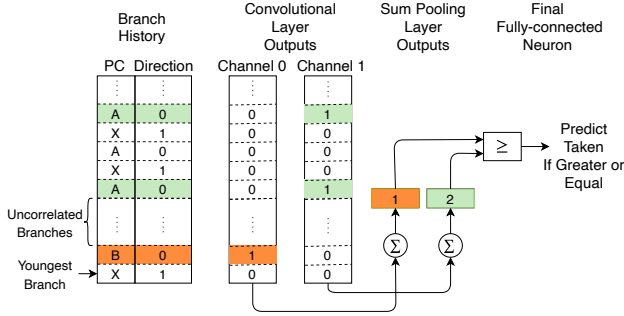 Branch
History
Convolutional
Layer
Outputs
Sum Pooling
Layer
Outputs
Final
Fully-connected
Neuron
PC Direction Channel 0 Channel 1
⋮ ⋮ ⋮ ⋮
A 0 0 1
X 1 0 0
A 0 0 0
X 1 0 0
A 0 0 1
⋮ ⋮ ⋮ ⋮
B 0 1 0
X 1 0 0
Uncorrelated
Branches
Youngest
Branch
1 2
Σ Σ
≥
Predict
Taken
If Greater or
Equal